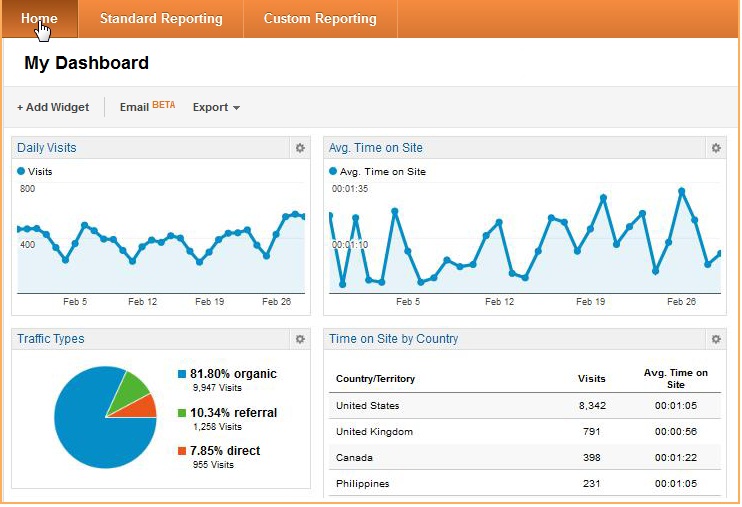 Home Standard Reporting Custom Reporting
My Dashboard
+ Add Widget Email BETA Export
Daily Visits
Visits
800
400
Feb 5 Feb 12 Feb 19 Feb 26
Avg. Time on Site
Avg. Time on Site
00:01:35
00:01:10
Feb 5 Feb 12 Feb 19 Feb 26
Traffic Types
81.80% organic
9,947 Visits
10.34% referral
1,258 Visits
7.85% direct
955 Visits
Time on Site by Country
Country/Territory Visits Avg. Time on
Site
United States 8,342 00:01:05
United Kingdom 791 00:00:56
Canada 398 00:01:22
Philippines 231 00:01:05